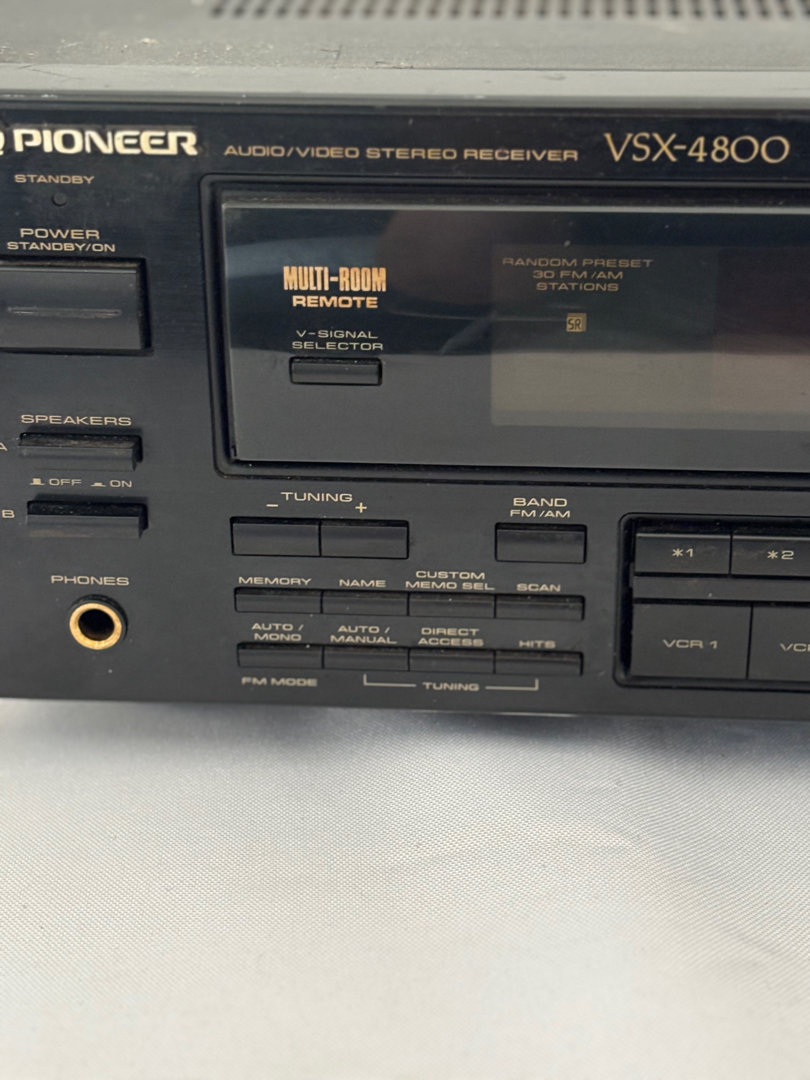 PIONEER AUDIO/VIDEO STEREO RECEIVER VSX-4800
STANDBY
POWER
STANDBY/ON
MULTI-ROOM
REMOTE
V-SIGNAL
SELECTOR
RANDOM PRESET
30 FM/AM
STATIONS
SR
SPEAKERS
A
OFF ON
B
PHONES
− TUNING +
BAND
FM/AM
MEMORY NAME CUSTOM MEMO SEL SCAN
AUTO/MONO AUTO/MANUAL DIRECT ACCESS HITS
FM MODE TUNING
*1 *2
VCR 1 VC